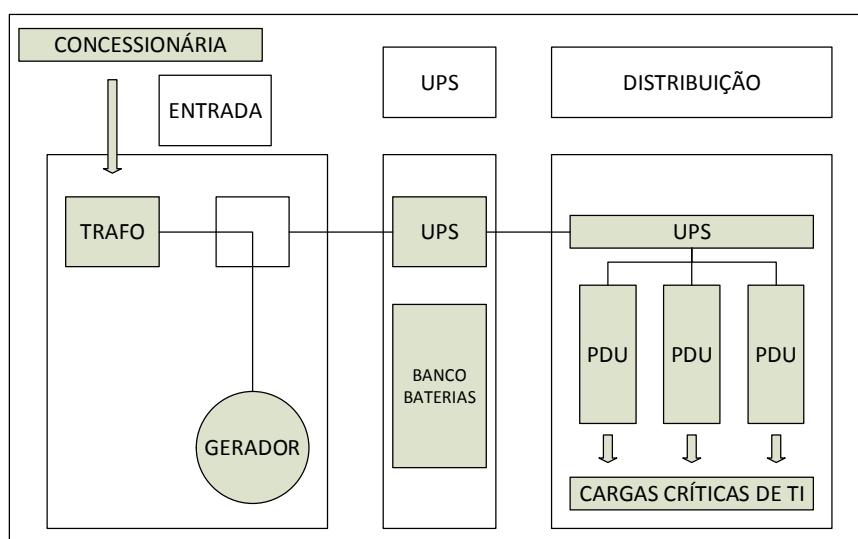 CONCESSIONÁRIA
ENTRADA
UPS
DISTRIBUIÇÃO
TRAFO
UPS
UPS
GERADOR
BANCO
BATERIAS
PDU
PDU
PDU
CARGAS CRÍTICAS DE TI